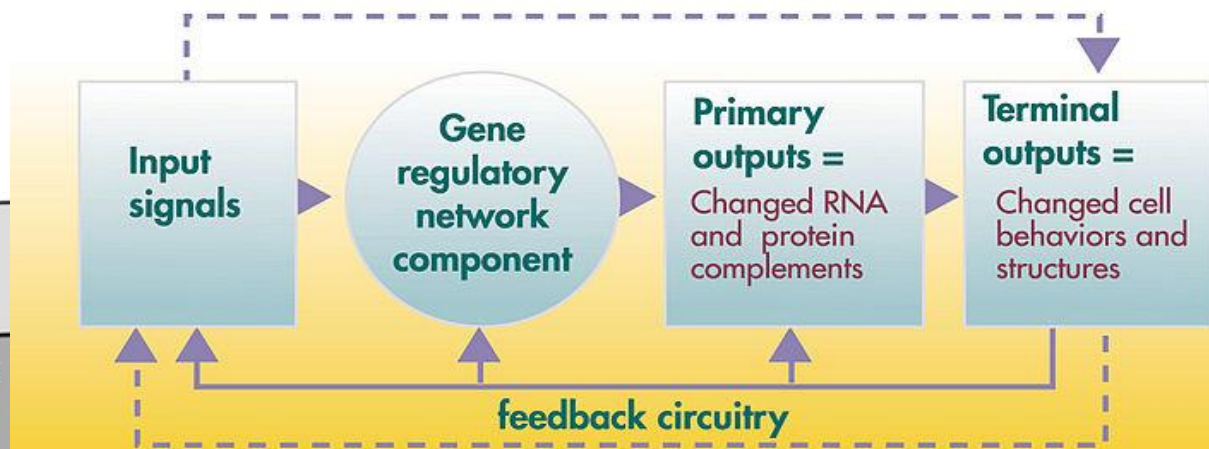 Input
signals
Gene
regulatory
network
component
Primary
outputs =
Changed RNA
and protein
complements
Terminal
outputs =
Changed cell
behaviors and
structures
feedback circuitry